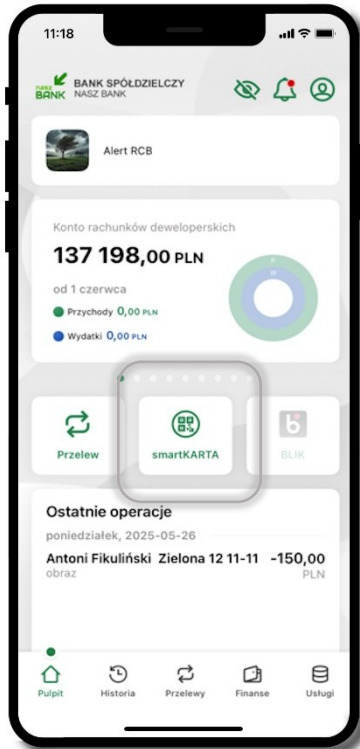 11:18
nasz BANK
BANK SPÓŁDZIELCZY
NASZ BANK
Alert RCB
Konto rachunków deweloperskich
137 198,00 PLN
od 1 czerwca
P
W
Przychody 0,00 PLN
Wydatki 0,00 PLN
Przelew
smartKARTA
BLIK
Ostatnie operacje
poniedziałek, 2025-05-26
Antoni Fikuliński Zielona 12 11-11 -150,00
obraz PLN
Pulpit Historia Przelewy Finanse Usługi